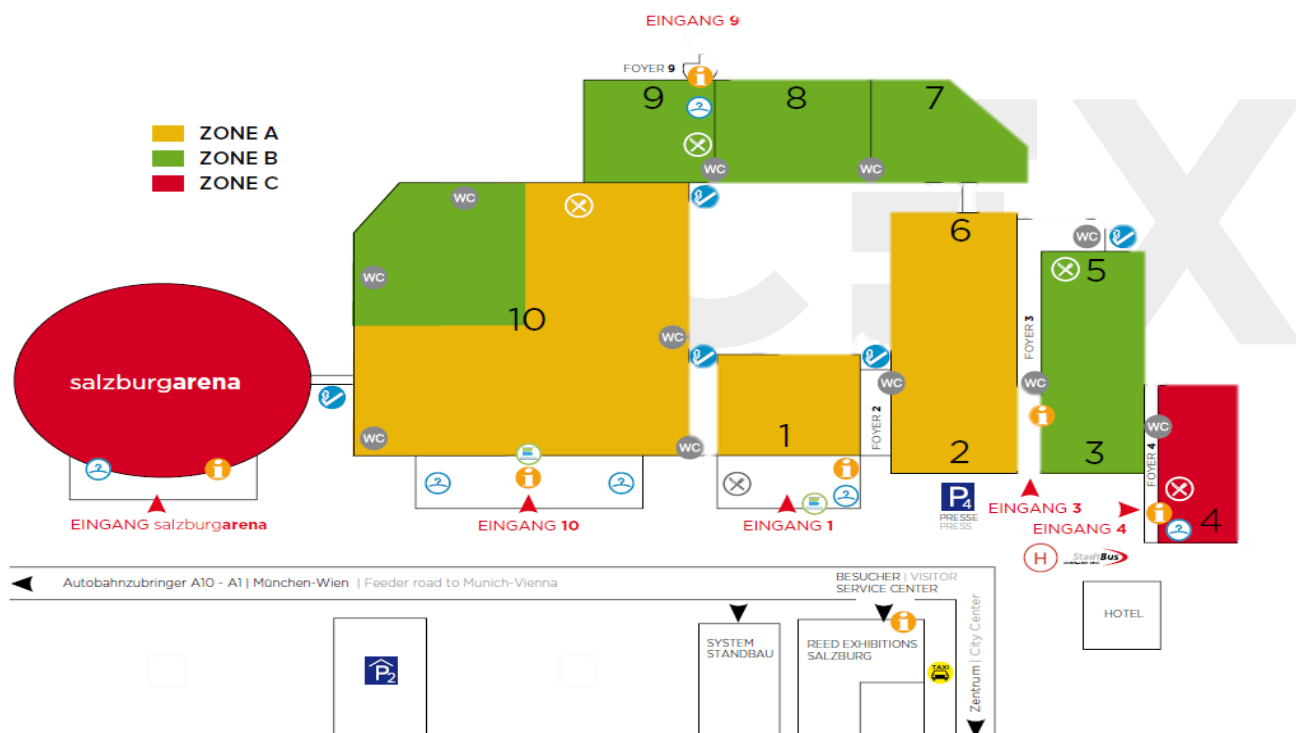 EINGANG 9
FOYER 9
9
8
7
ZONE A
ZONE B
ZONE C
WC
WC
WC
6
WC
5
WC
10
FOYER 3
WC
salzburgarena
WC
WC
FOYER 2
1
2
3
WC
FOYER 4
4
WC
WC
EINGANG salzburgarena
EINGANG 10
EINGANG 1
P4
PRESSE
PRESS
EINGANG 3
EINGANG 4
H
StadtBus
Autobahnzubringer A10 - A1 | München-Wien | Feeder road to Munich-Vienna
BESUCHER | VISITOR
SERVICE CENTER
HOTEL
Zentrum | City Center
SYSTEM
STANDBAU
REED EXHIBITIONS
SALZBURG
P2
TAXI